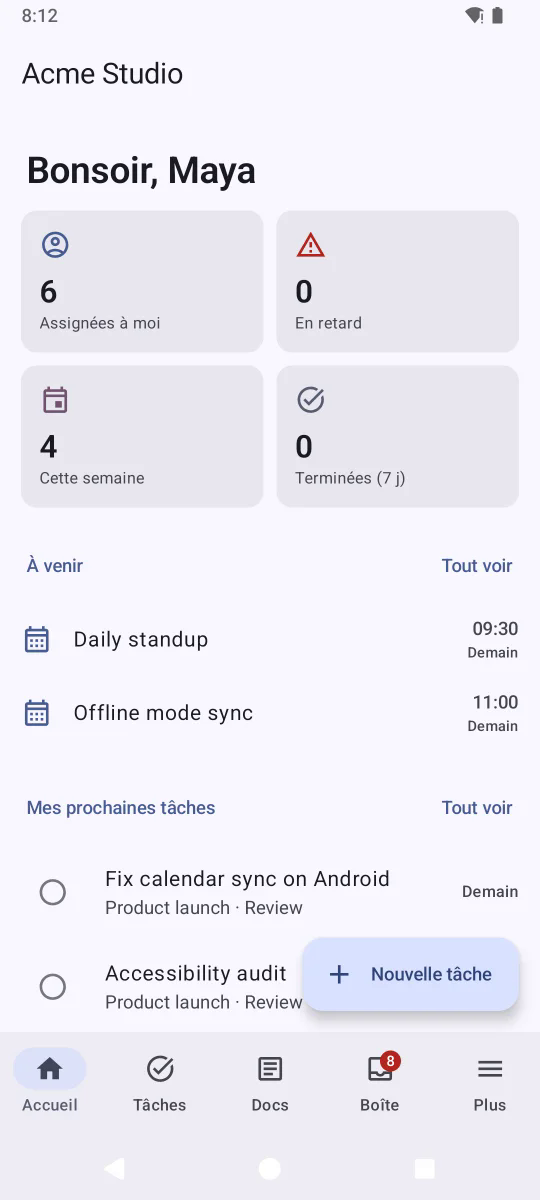 8:12
Acme Studio
Bonsoir, Maya
6
Assignées à moi
0
En retard
4
Cette semaine
0
Terminées (7 j)
À venir
Tout voir
Daily standup
09:30
Demain
Offline mode sync
11:00
Demain
Mes prochaines tâches
Tout voir
Fix calendar sync on Android
Product launch · Review
Demain
Accessibility audit
Product launch · Review
Nouvelle tâche
8
Accueil
Tâches
Docs
Boîte
Plus